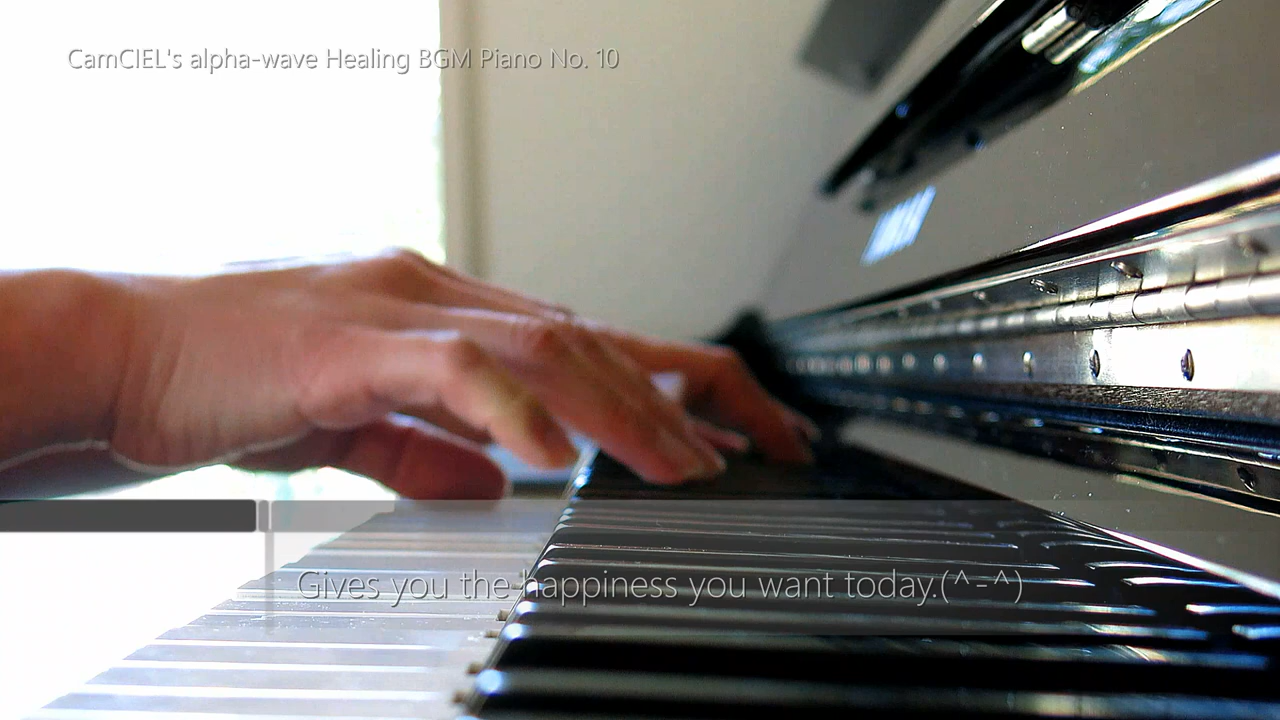 CamCIEL's alpha-wave Healing BGM Piano No. 10
Gives you the happiness you want today.(^-^)